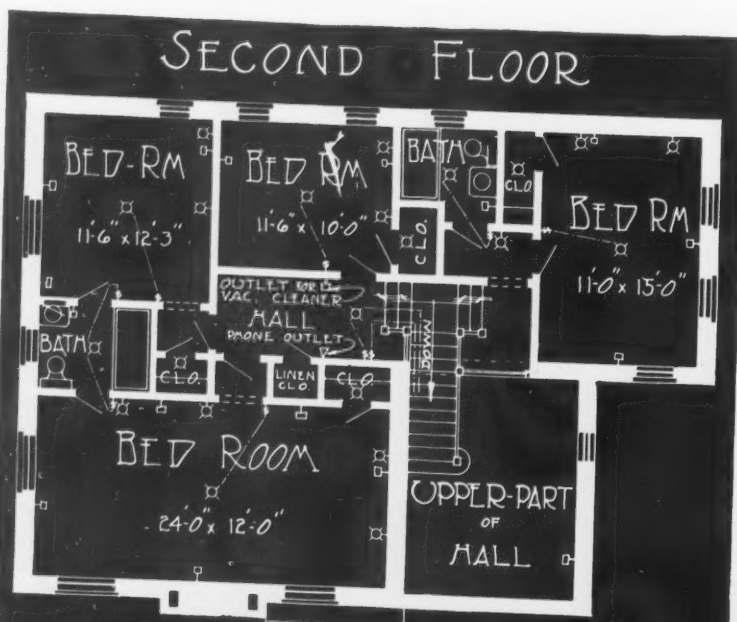 SECOND FLOOR
BED-RM
11'-6" x 12'-3"
BED RM
11'-6" x 10'-0"
BATH
CLO.
CLO
BED RM
11'-0" x 15'-0"
OUTLET FOR
VAC. CLEANER
HALL
PHONE OUTLET
DOWN
BATH
CLO.
LINEN
CLO.
CLO
BED ROOM
24'-0" x 12'-0"
UPPER-PART
OF
HALL